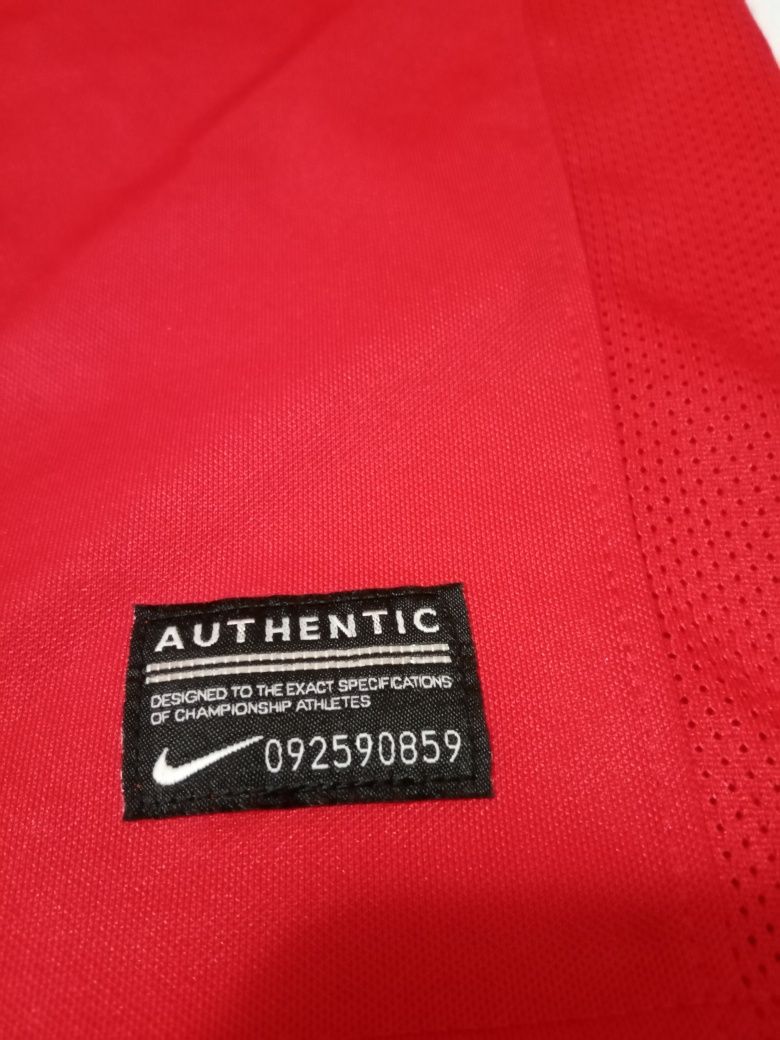 AUTHENTIC
DESIGNED TO THE EXACT SPECIFICATIONS
OF CHAMPIONSHIP ATHLETES
092590859